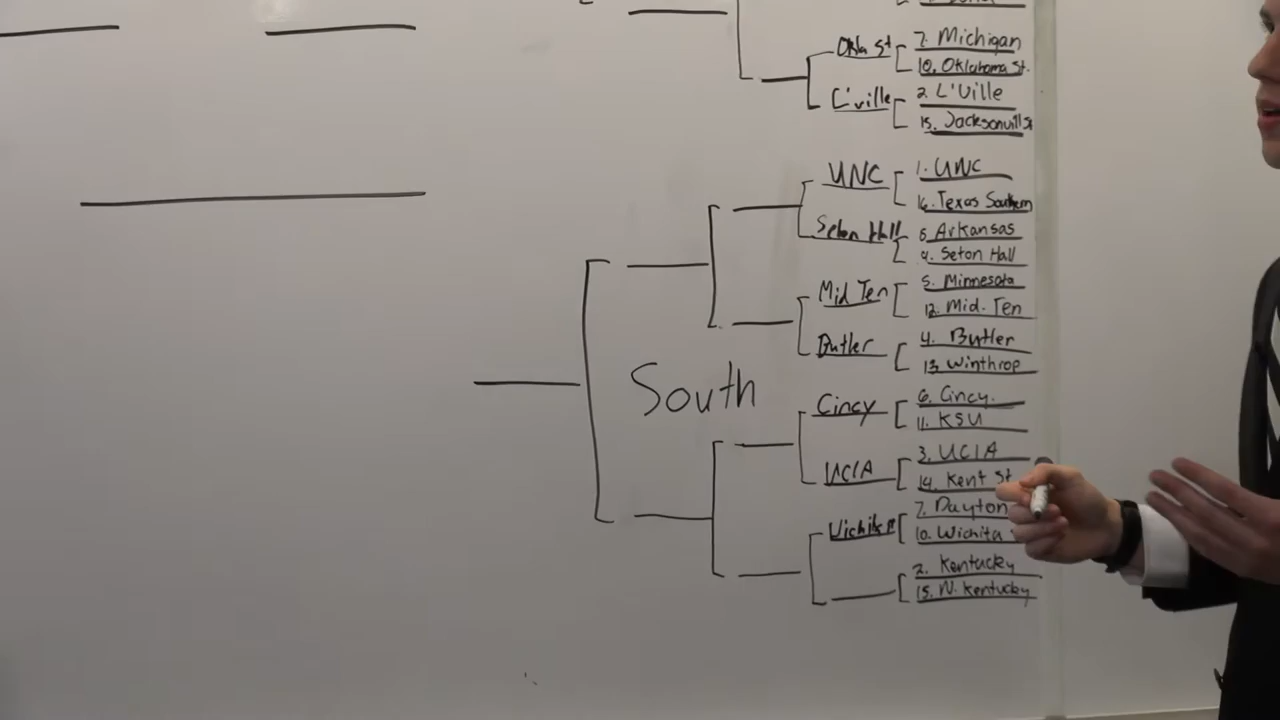 Okla St
7. Michigan
10. Oklahoma St.
L'ville
2. L'Ville
15. Jacksonville St
UNC
1. UNC
16. Texas Southern
Seton Hall
8. Arkansas
9. Seton Hall
Mid Ten
5. Minnesota
12. Mid. Ten
Butler
4. Butler
13. Winthrop
South
Cincy
6. Cincy.
11. KSU
UCLA
3. UCLA
14. Kent St
Wichita
7. Dayton
10. Wichita
2. Kentucky
15. N. Kentucky